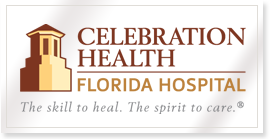 CELEBRATION
HEALTH
FLORIDA HOSPITAL
The skill to heal. The spirit to care.®